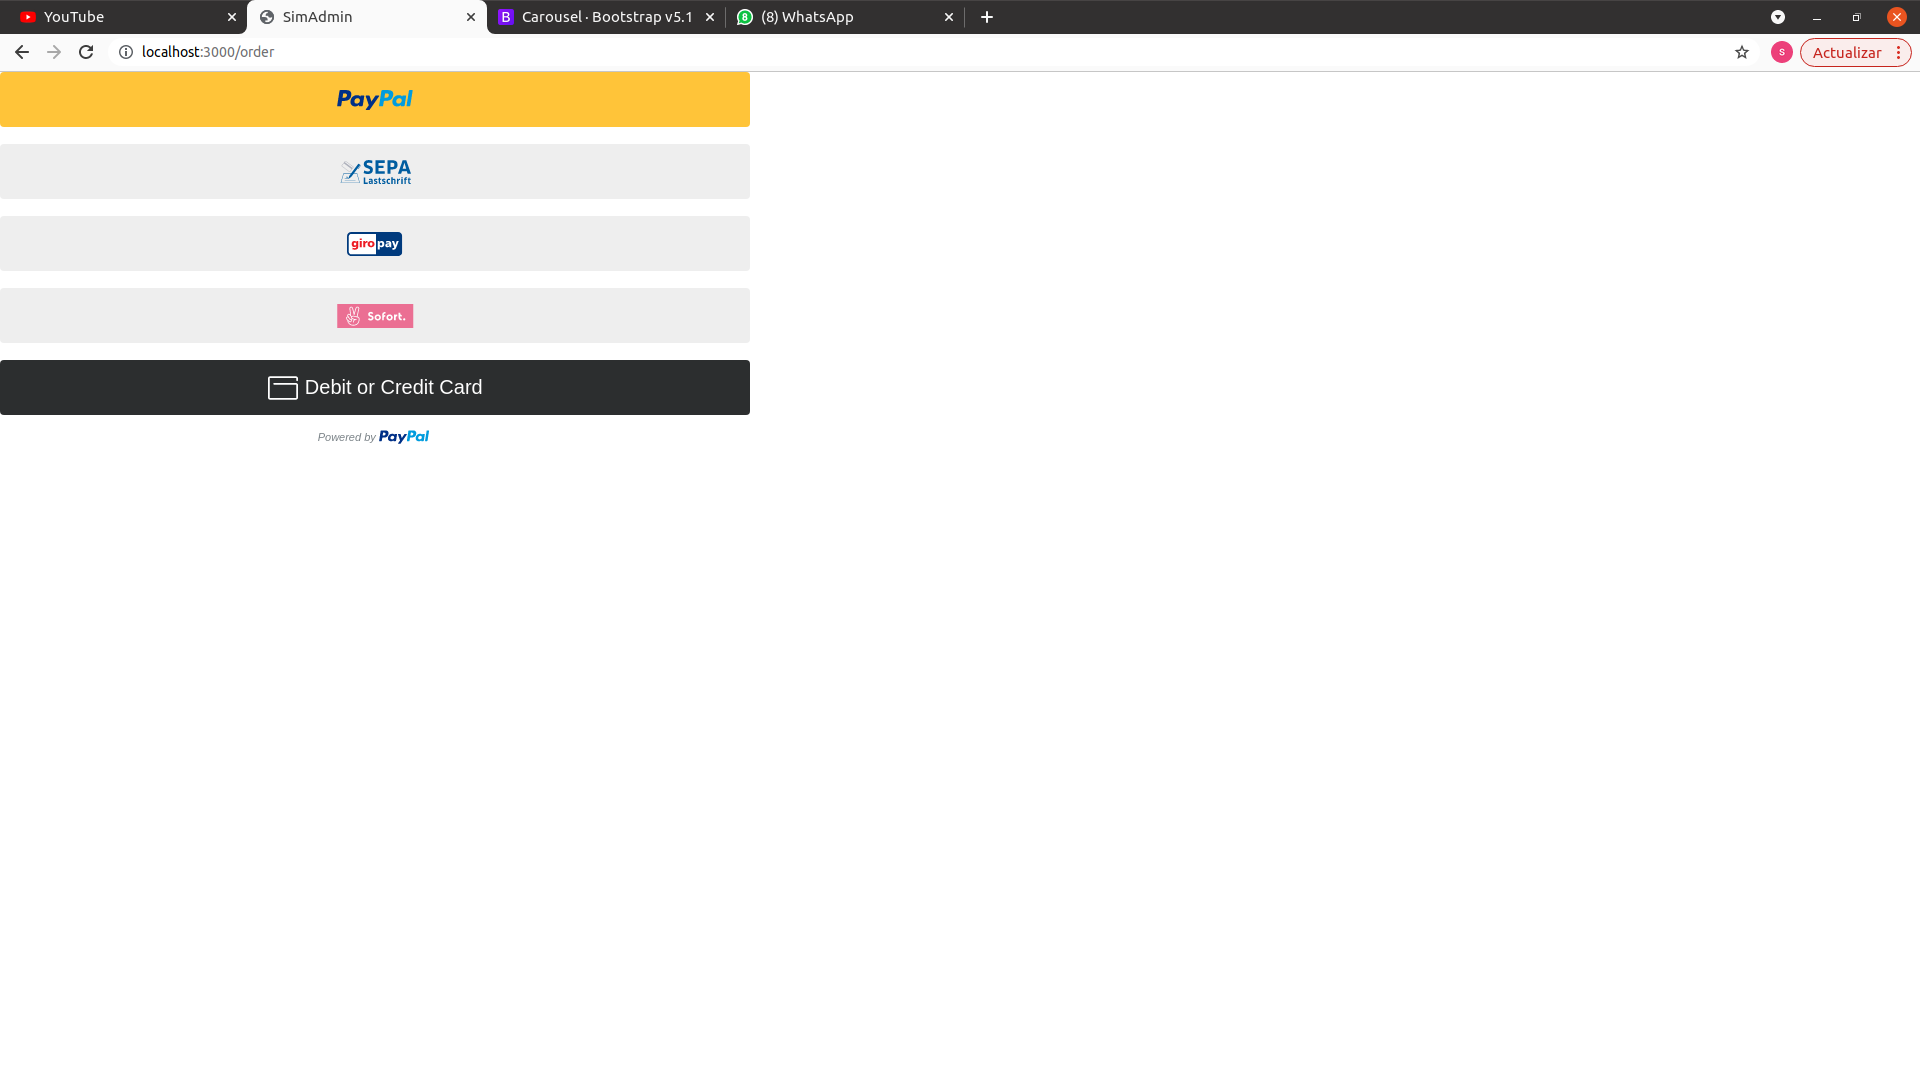 YouTube
SimAdmin
B Carousel · Bootstrap v5.1
8 (8) WhatsApp
localhost:3000/order
S
Actualizar
PayPal
SEPA
Lastschrift
giropay
Sofort.
Debit or Credit Card
Powered by PayPal